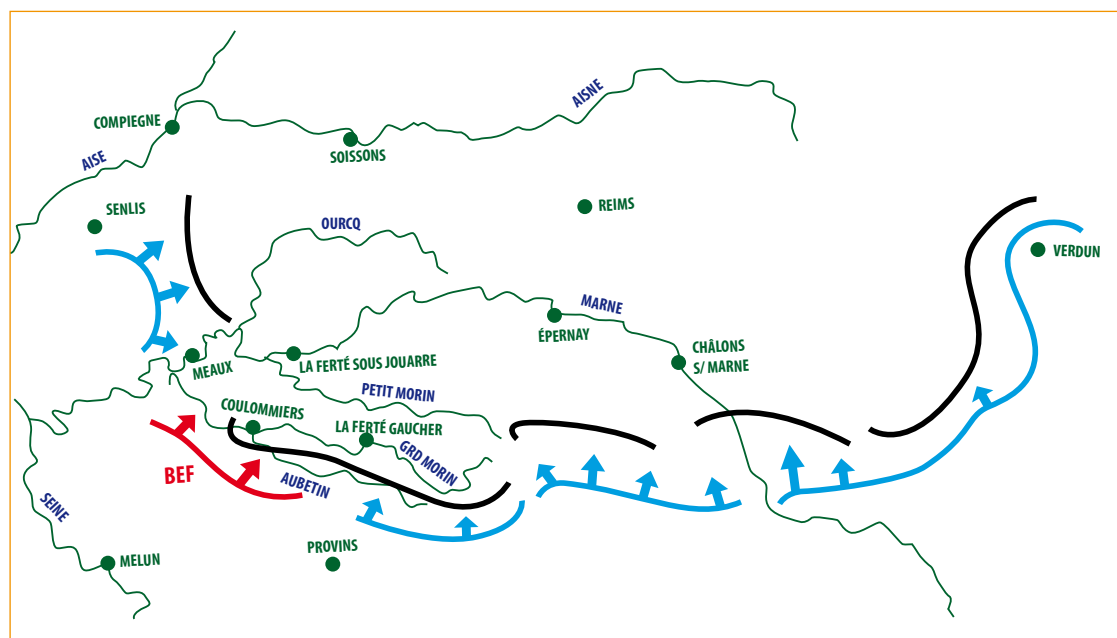 AISNE
COMPIEGNE
SOISSONS
AISE
SENLIS
REIMS
OURCQ
VERDUN
MARNE
ÉPERNAY
CHÂLONS
S/ MARNE
LA FERTÉ SOUS JOUARRE
MEAUX
PETIT MORIN
COULOMMIERS
LA FERTÉ GAUCHER
GRD MORIN
BEF
AUBETIN
SEINE
PROVINS
MELUN